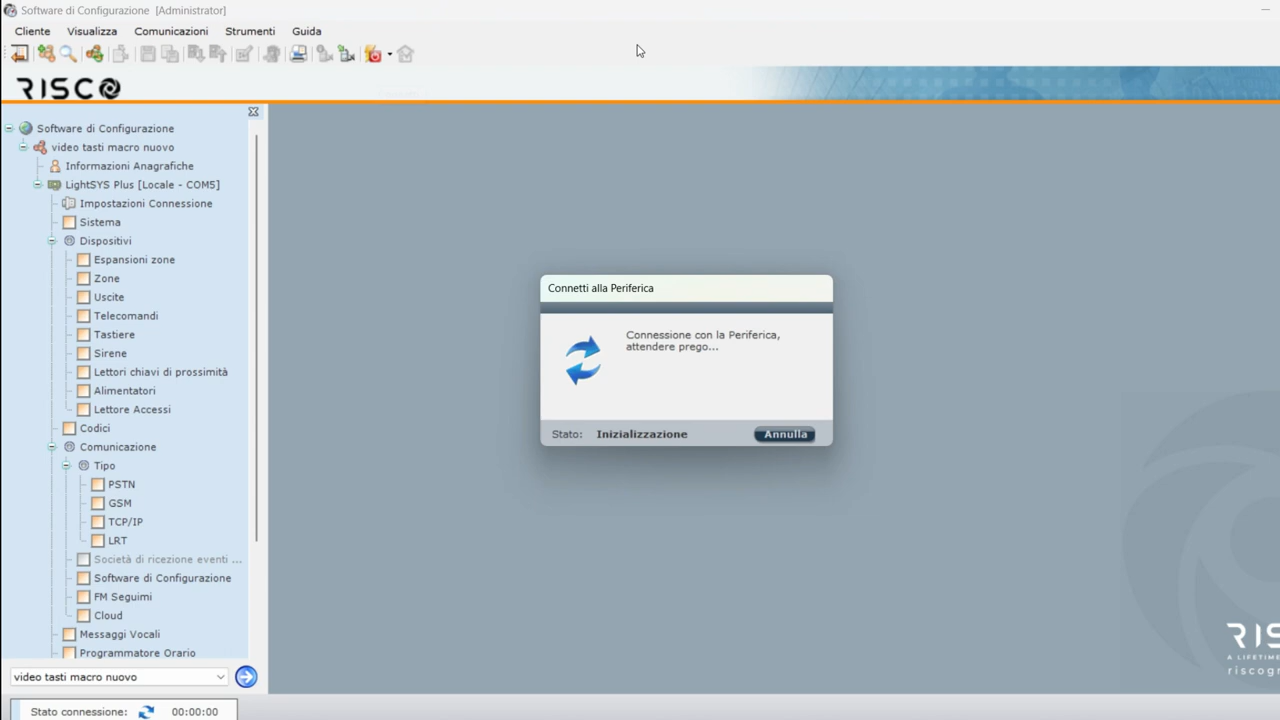 Software di Configurazione [Administrator]
Cliente Visualizza Comunicazioni Strumenti Guida
RISCO
Software di Configurazione
video tasti macro nuovo
Informazioni Anagrafiche
LightSYS Plus [Locale - COM5]
Impostazioni Connessione
Sistema
Dispositivi
Espansioni zone
Zone
Uscite
Telecomandi
Tastiere
Sirene
Lettori chiavi di prossimità
Alimentatori
Lettore Accessi
Codici
Comunicazione
Tipo
PSTN
GSM
TCP/IP
LRT
Società di ricezione eventi ...
Software di Configurazione
FM Seguimi
Cloud
Messaggi Vocali
Programmatore Orario
video tasti macro nuovo
Stato connessione: 00:00:00
Connetti alla Periferica
Connessione con la Periferica,
attendere prego...
Stato: Inizializzazione Annulla
RIS
A LIFETIM
riscogr